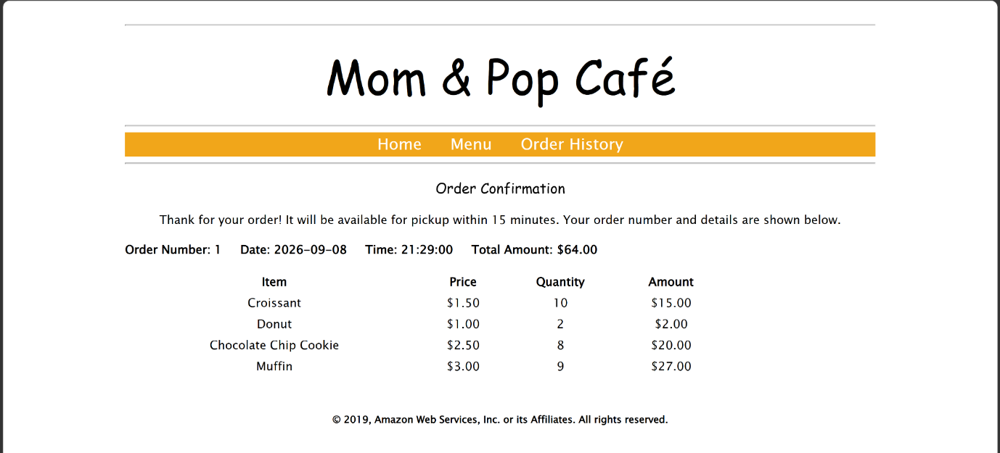 Mom & Pop Café
Home Menu Order History
Order Confirmation
Thank for your order! It will be available for pickup within 15 minutes. Your order number and details are shown below.
Order Number: 1 Date: 2026-09-08 Time: 21:29:00 Total Amount: $64.00
Item Price Quantity Amount
Croissant $1.50 10 $15.00
Donut $1.00 2 $2.00
Chocolate Chip Cookie $2.50 8 $20.00
Muffin $3.00 9 $27.00
© 2019, Amazon Web Services, Inc. or its Affiliates. All rights reserved.